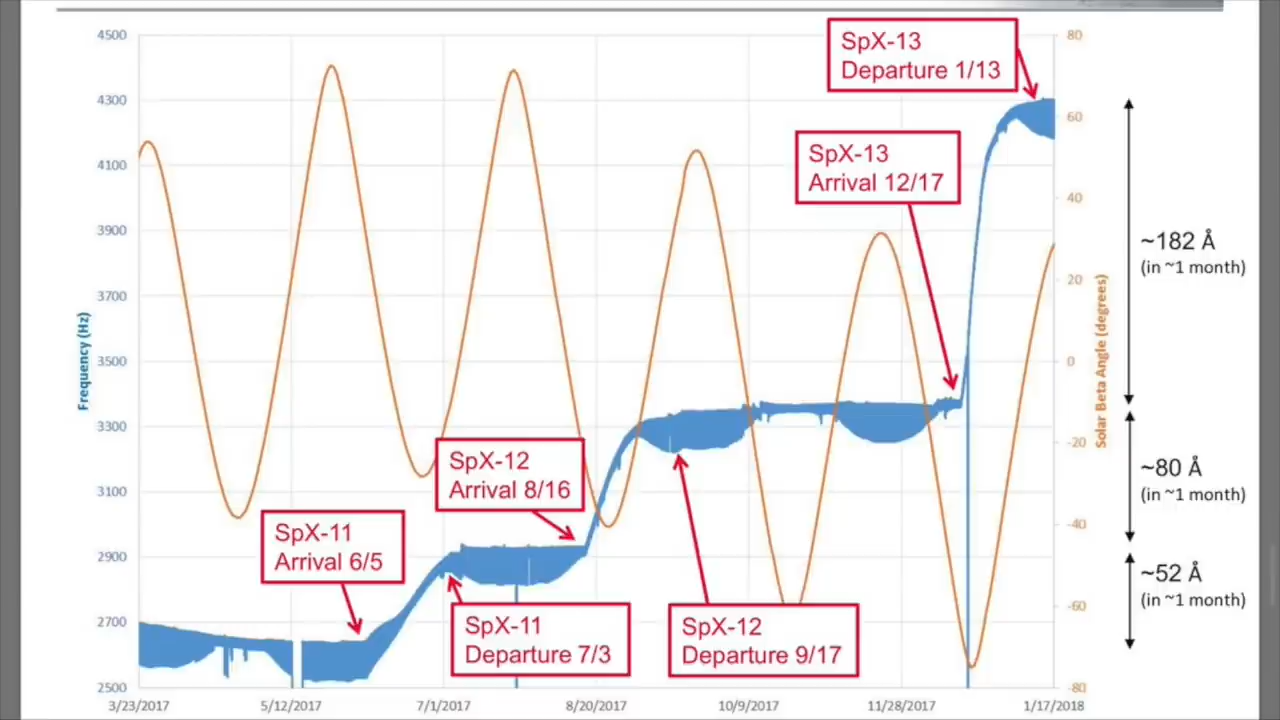 4500
4300
4100
3900
3700
3500
3300
3100
2900
2700
2500
Frequency (Hz)
3/23/2017
5/12/2017
7/1/2017
8/20/2017
10/9/2017
11/28/2017
1/17/2018
80
60
40
20
0
-20
-40
-60
-80
Solar Beta Angle (degrees)
SpX-13
Departure 1/13
SpX-13
Arrival 12/17
SpX-12
Arrival 8/16
SpX-11
Arrival 6/5
SpX-11
Departure 7/3
SpX-12
Departure 9/17
~182 Å
(in ~1 month)
~80 Å
(in ~1 month)
~52 Å
(in ~1 month)